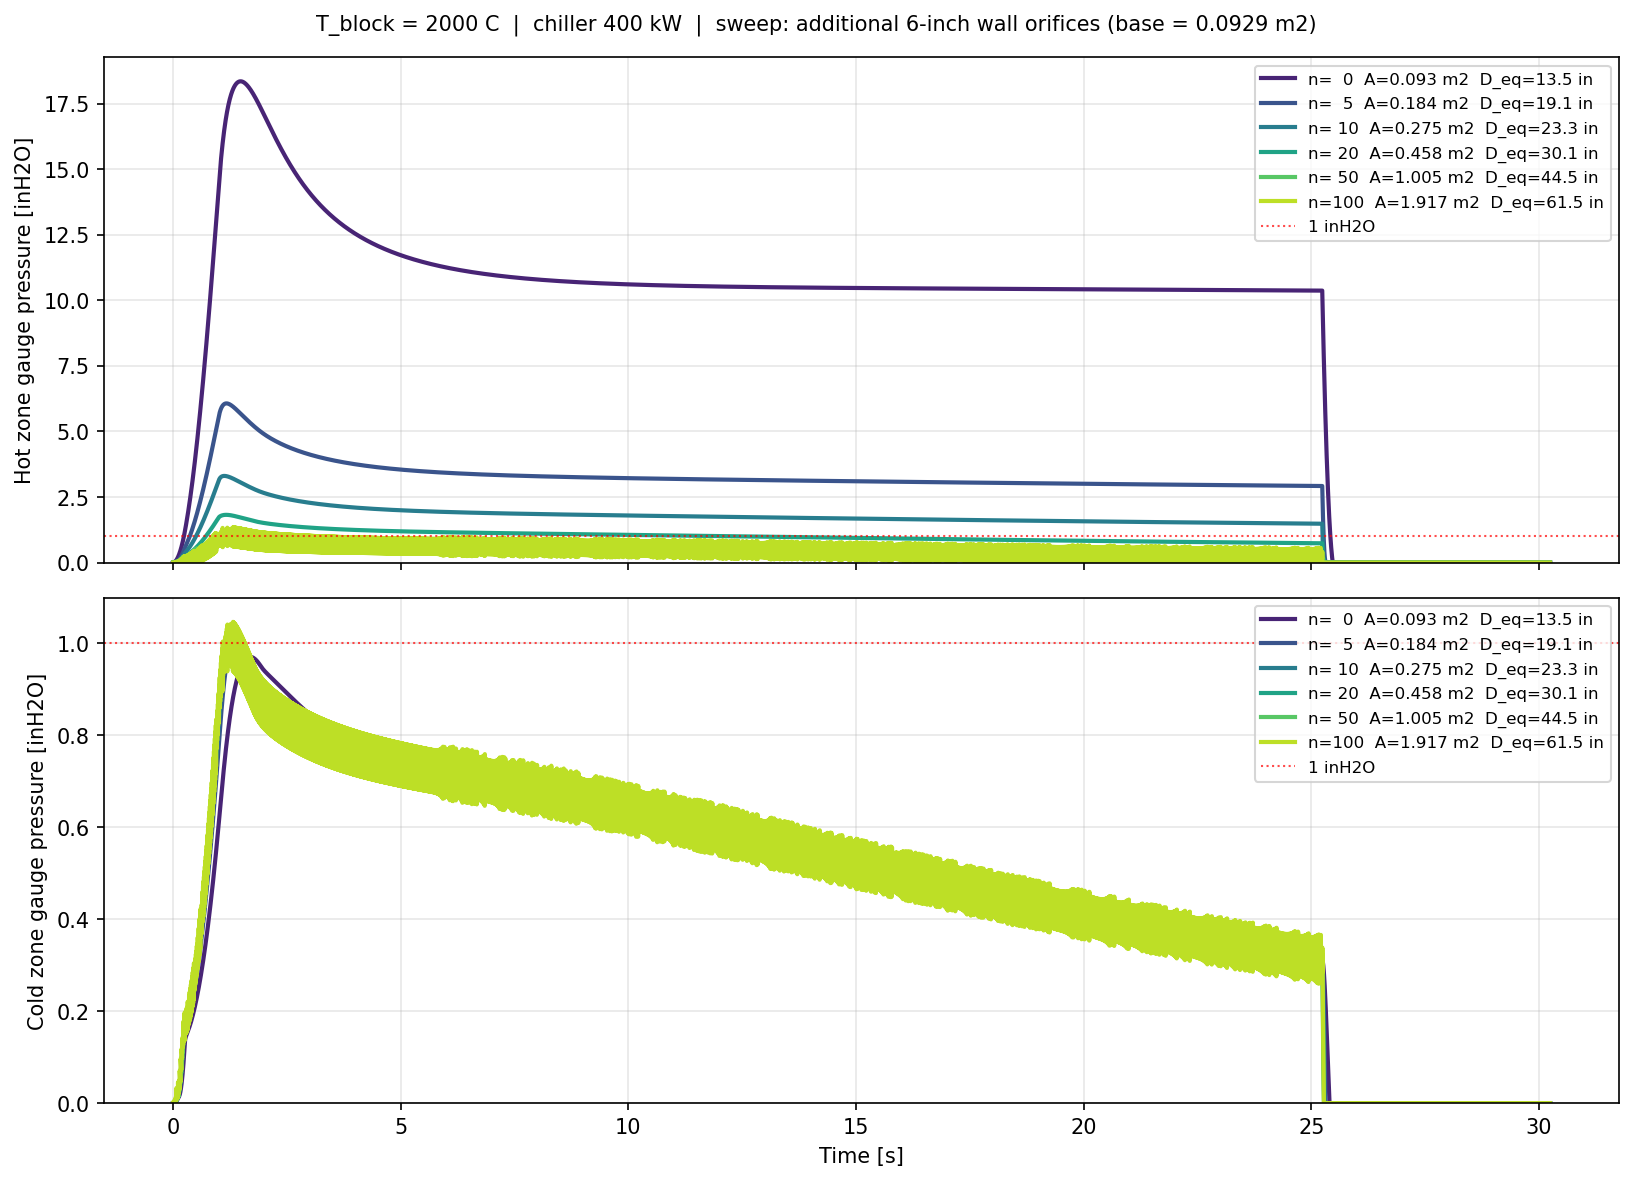 T_block = 2000 C  |  chiller 400 kW  |  sweep: additional 6-inch wall orifices (base = 0.0929 m2)
Hot zone gauge pressure [inH2O]
17.5
15.0
12.5
10.0
7.5
5.0
2.5
0.0
n=  0  A=0.093 m2  D_eq=13.5 in
n=  5  A=0.184 m2  D_eq=19.1 in
n= 10  A=0.275 m2  D_eq=23.3 in
n= 20  A=0.458 m2  D_eq=30.1 in
n= 50  A=1.005 m2  D_eq=44.5 in
n=100  A=1.917 m2  D_eq=61.5 in
1 inH2O
Cold zone gauge pressure [inH2O]
1.0
0.8
0.6
0.4
0.2
0.0
n=  0  A=0.093 m2  D_eq=13.5 in
n=  5  A=0.184 m2  D_eq=19.1 in
n= 10  A=0.275 m2  D_eq=23.3 in
n= 20  A=0.458 m2  D_eq=30.1 in
n= 50  A=1.005 m2  D_eq=44.5 in
n=100  A=1.917 m2  D_eq=61.5 in
1 inH2O
0 5 10 15 20 25 30
Time [s]